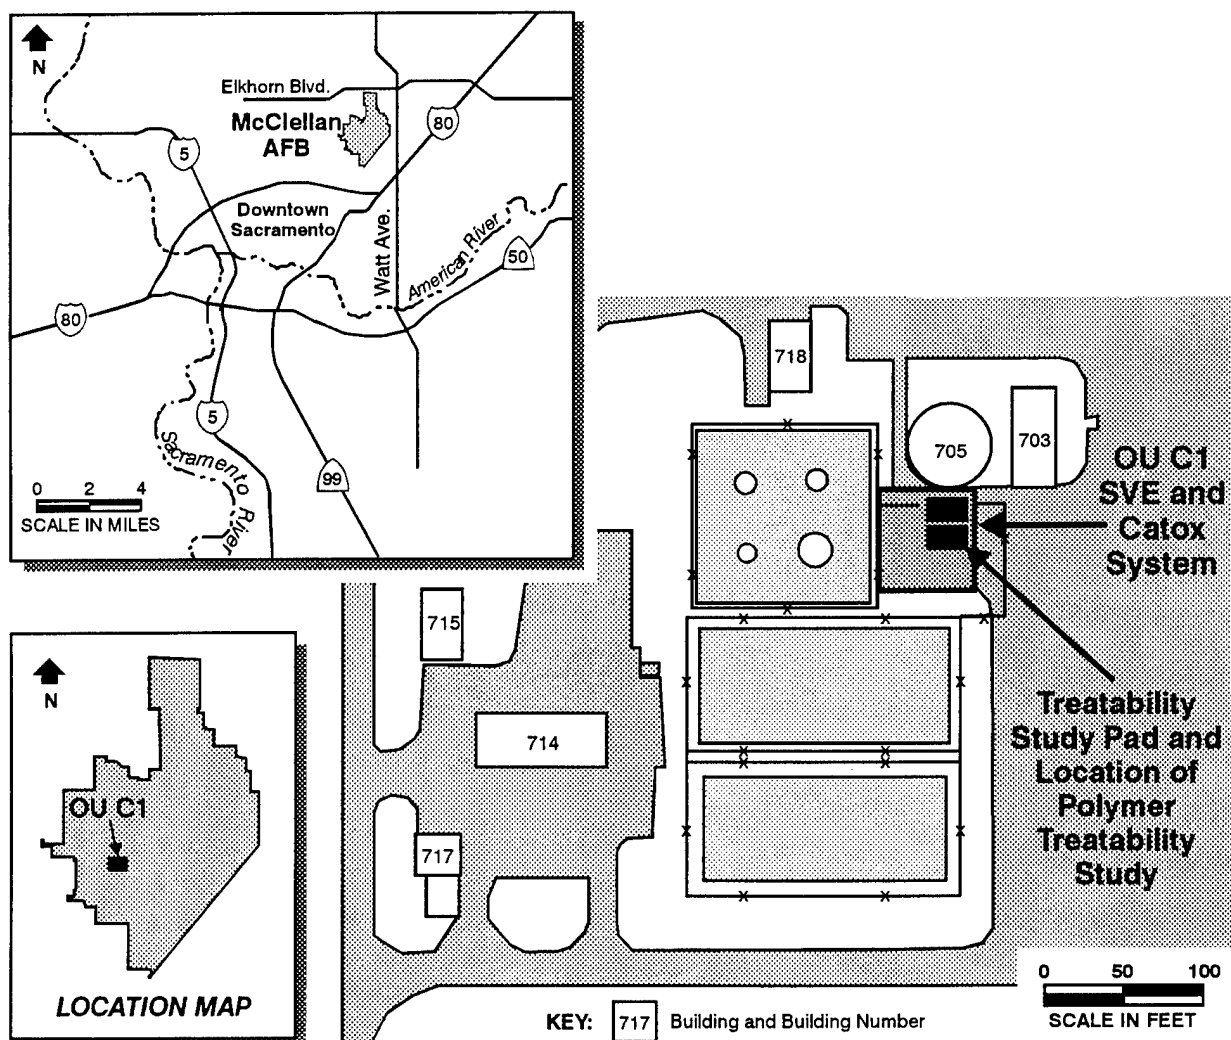 N
Elkhorn Blvd.
McClellan
AFB
80
5
Downtown
Sacramento
Watt Ave.
American River
50
80
5
Sacramento River
99
0 2 4
SCALE IN MILES
718
705
703
OU C1
SVE and
Catox
System
715
714
717
Treatability
Study Pad and
Location of
Polymer
Treatability
Study
N
OU C1
LOCATION MAP
0 50 100
SCALE IN FEET
KEY: 717 Building and Building Number